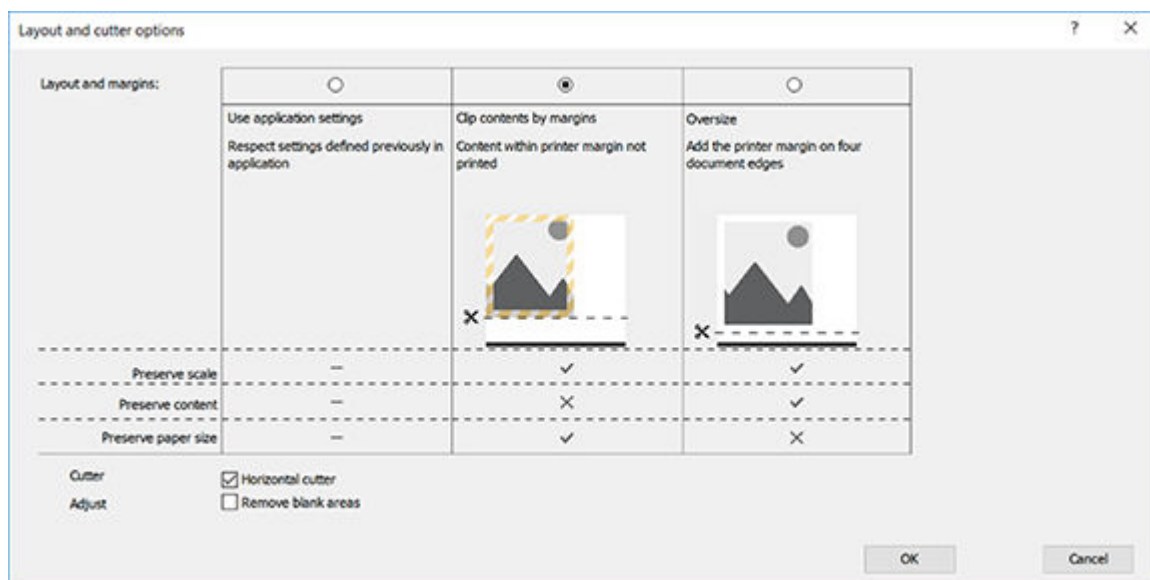 Layout and cutter options
?
Layout and margins:
Use application settings
Respect settings defined previously in
application
Clip contents by margins
Content within printer margin not
printed
Oversize
Add the printer margin on four
document edges
Preserve scale
Preserve content
Preserve paper size
Cutter
Horizontal cutter
Adjust
Remove blank areas
OK
Cancel